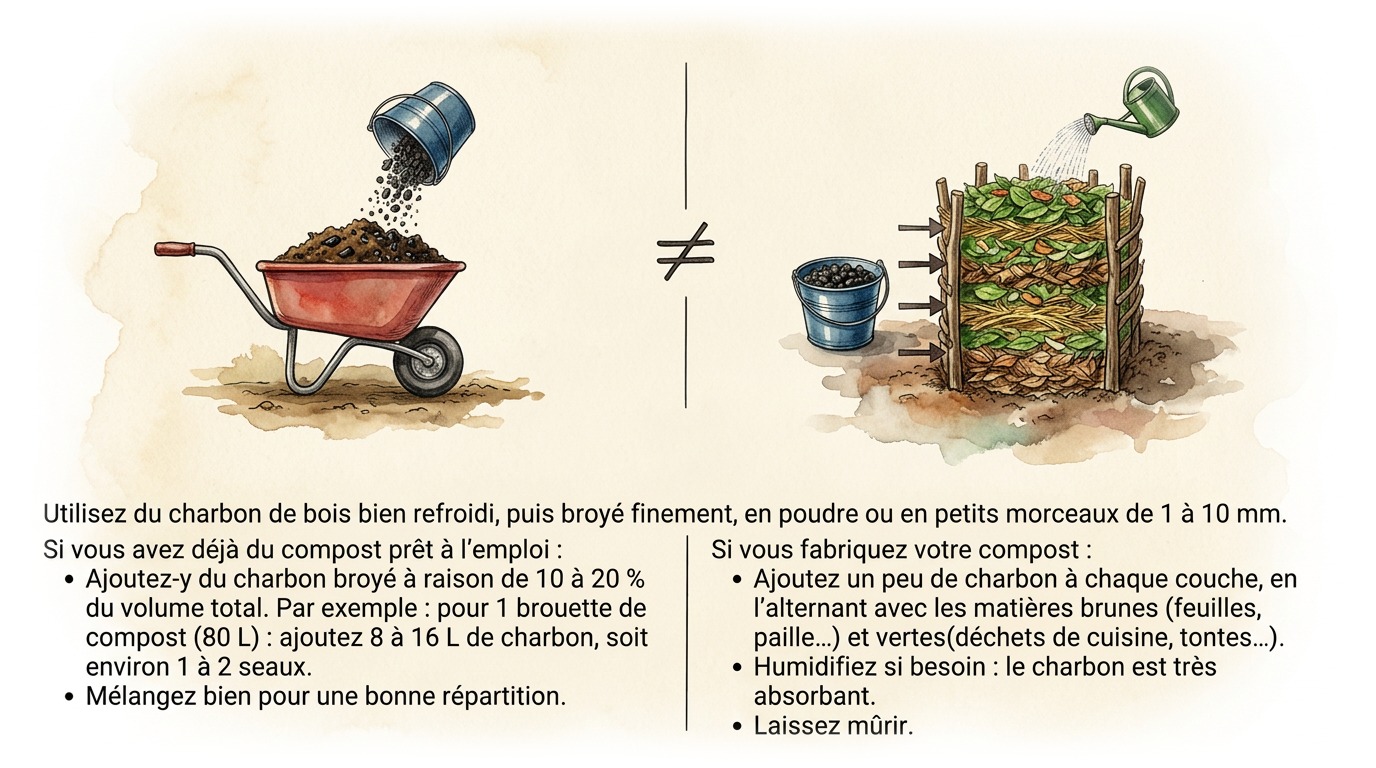 ≠
Utilisez du charbon de bois bien refroidi, puis broyé finement, en poudre ou en petits morceaux de 1 à 10 mm.
Si vous avez déjà du compost prêt à l’emploi :
• Ajoutez-y du charbon broyé à raison de 10 à 20 %
du volume total. Par exemple : pour 1 brouette de
compost (80 L) : ajoutez 8 à 16 L de charbon, soit
environ 1 à 2 seaux.
• Mélangez bien pour une bonne répartition.
Si vous fabriquez votre compost :
• Ajoutez un peu de charbon à chaque couche, en
l’alternant avec les matières brunes (feuilles,
paille…) et vertes(déchets de cuisine, tontes…).
• Humidifiez si besoin : le charbon est très
absorbant.
• Laissez mûrir.